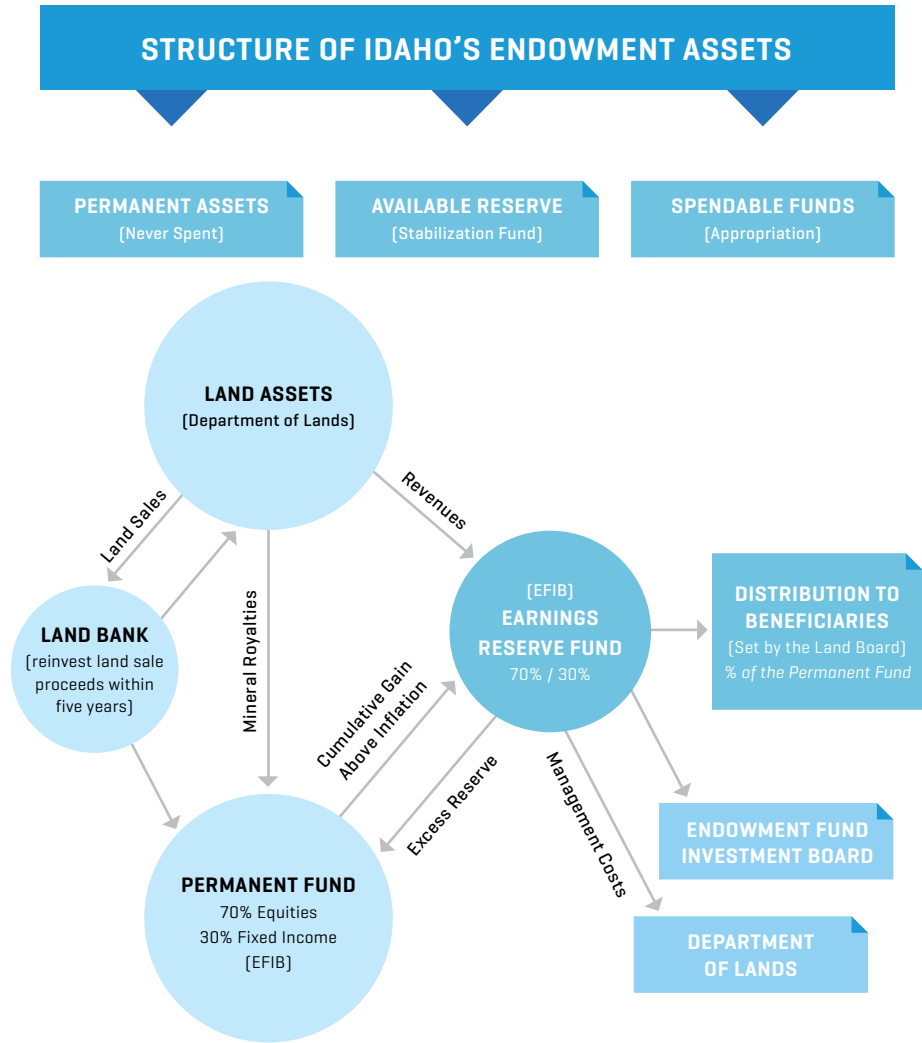 STRUCTURE OF IDAHO'S ENDOWMENT ASSETS
PERMANENT ASSETS
(Never Spent)
AVAILABLE RESERVE
(Stabilization Fund)
SPENDABLE FUNDS
(Appropriation)
LAND ASSETS
(Department of Lands)
Land Sales
Revenues
LAND BANK
(reinvest land sale
proceeds within
five years)
Mineral Royalties
(EFIB)
EARNINGS
RESERVE FUND
70% / 30%
DISTRIBUTION TO
BENEFICIARIES
(Set by the Land Board)
% of the Permanent Fund
Cumulative Gain
Above Inflation
Excess Reserve
Management Costs
ENDOWMENT FUND
INVESTMENT BOARD
PERMANENT FUND
70% Equities
30% Fixed Income
(EFIB)
DEPARTMENT
OF LANDS